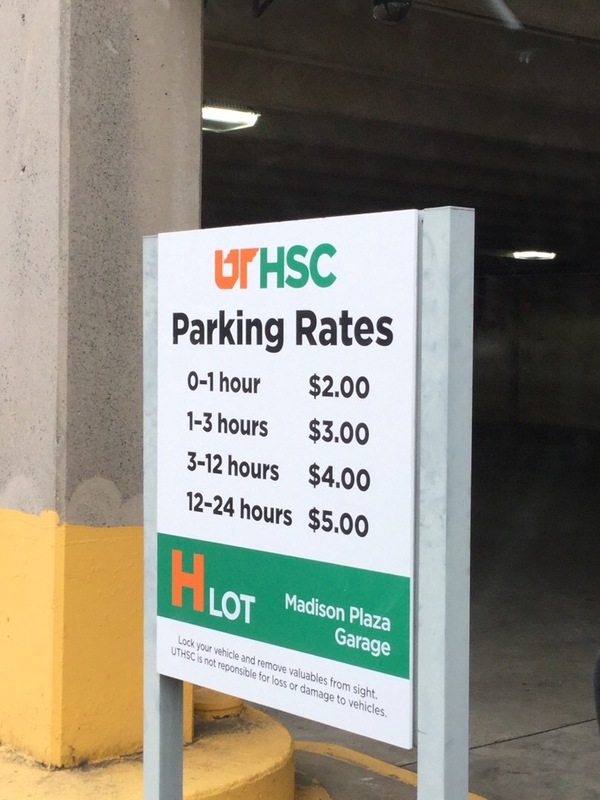 UTHSC
Parking Rates
0-1 hour $2.00
1-3 hours $3.00
3-12 hours $4.00
12-24 hours $5.00
H LOT
Madison Plaza
Garage
Lock your vehicle and remove valuables from sight.
UTHSC is not reponsible for loss or damage to vehicles.